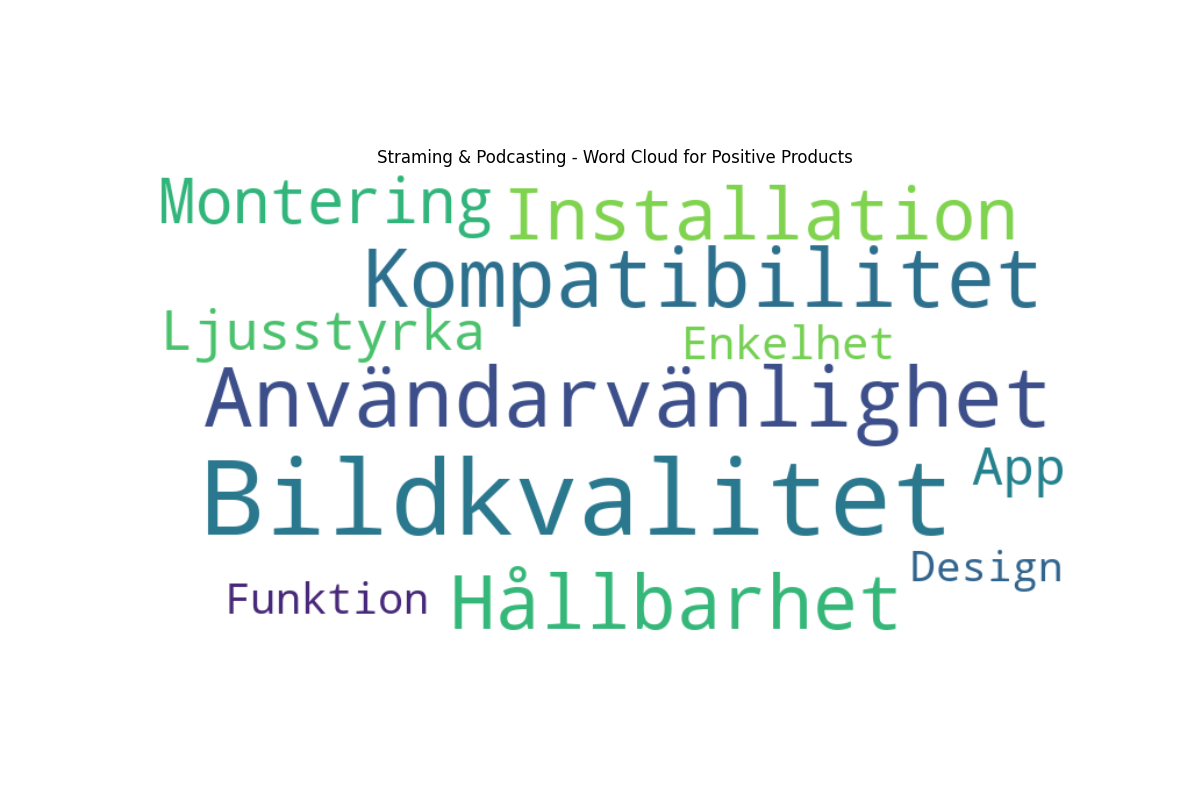 Straming & Podcasting - Word Cloud for Positive Products
Montering Installation
Kompatibilitet
Ljusstyrka Enkelhet
Användarvänlighet
Bildkvalitet App
Design
Funktion Hållbarhet